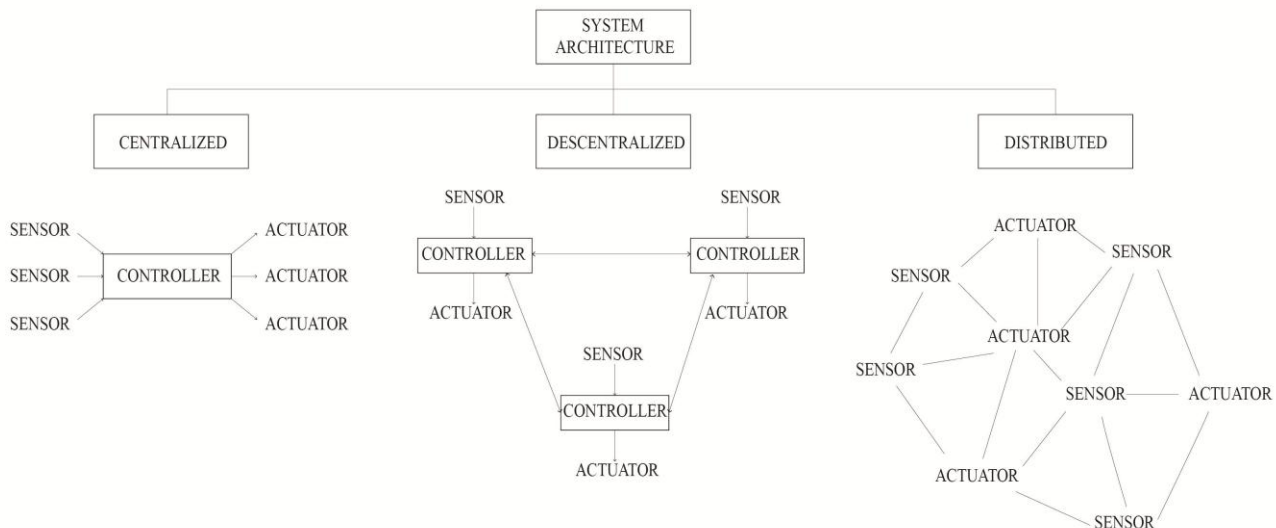 SYSTEM
ARCHITECTURE
CENTRALIZED
DESCENTRALIZED
DISTRIBUTED
SENSOR
SENSOR
SENSOR
CONTROLLER
ACTUATOR
ACTUATOR
ACTUATOR
SENSOR
CONTROLLER
ACTUATOR
SENSOR
CONTROLLER
ACTUATOR
SENSOR
CONTROLLER
ACTUATOR
ACTUATOR
SENSOR
SENSOR
ACTUATOR
SENSOR
SENSOR
ACTUATOR
ACTUATOR
SENSOR